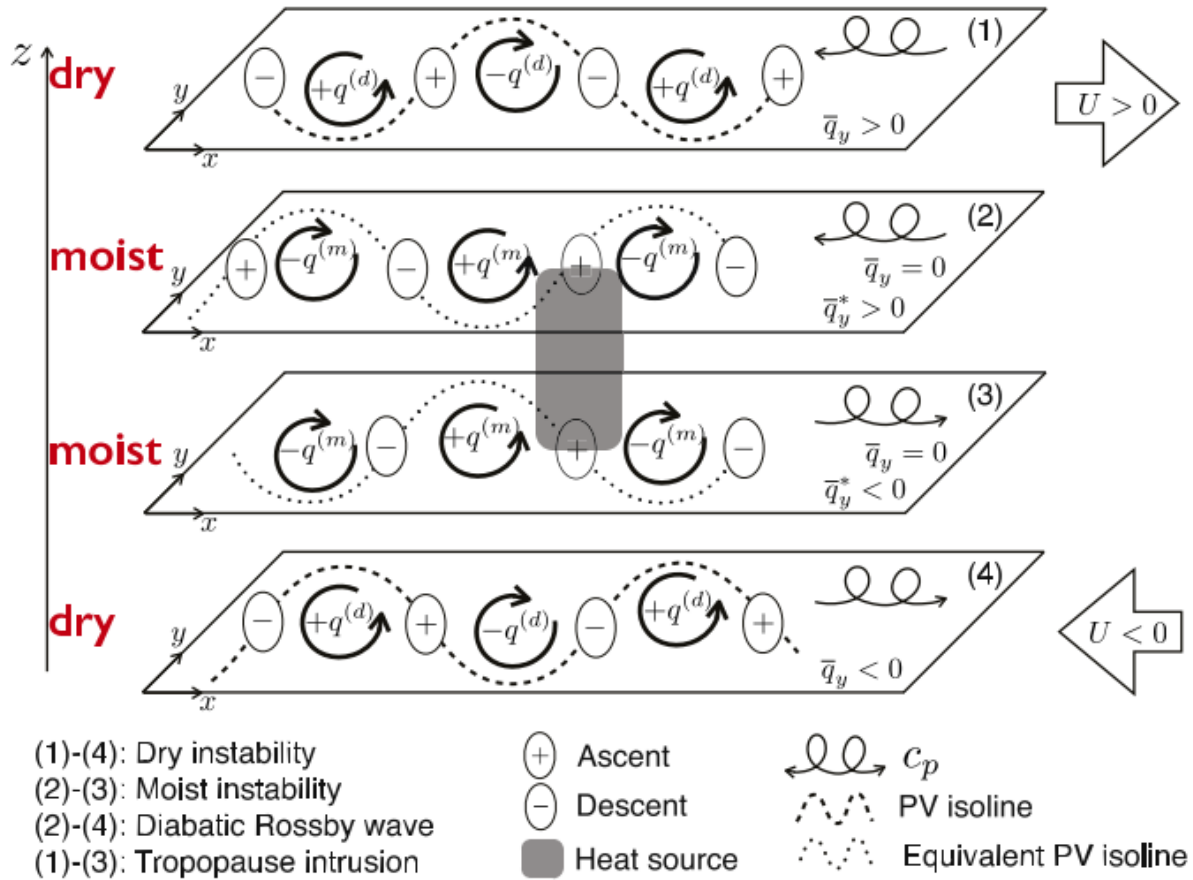 z
dry
y
x
− +q^(d) + −q^(d) − +q^(d) +
(1)
q̅_y > 0
U > 0
moist
y
x
+ −q^(m) − +q^(m) + −q^(m) −
(2)
q̅_y = 0
q̅*_y > 0
moist
y
x
−q^(m) − +q^(m) + −q^(m) −
(3)
q̅_y = 0
q̅*_y < 0
dry
y
x
− +q^(d) + −q^(d) − +q^(d) +
(4)
q̅_y < 0
U < 0
(1)-(4): Dry instability
(2)-(3): Moist instability
(2)-(4): Diabatic Rossby wave
(1)-(3): Tropopause intrusion
+ Ascent
− Descent
Heat source
c_p
PV isoline
Equivalent PV isoline